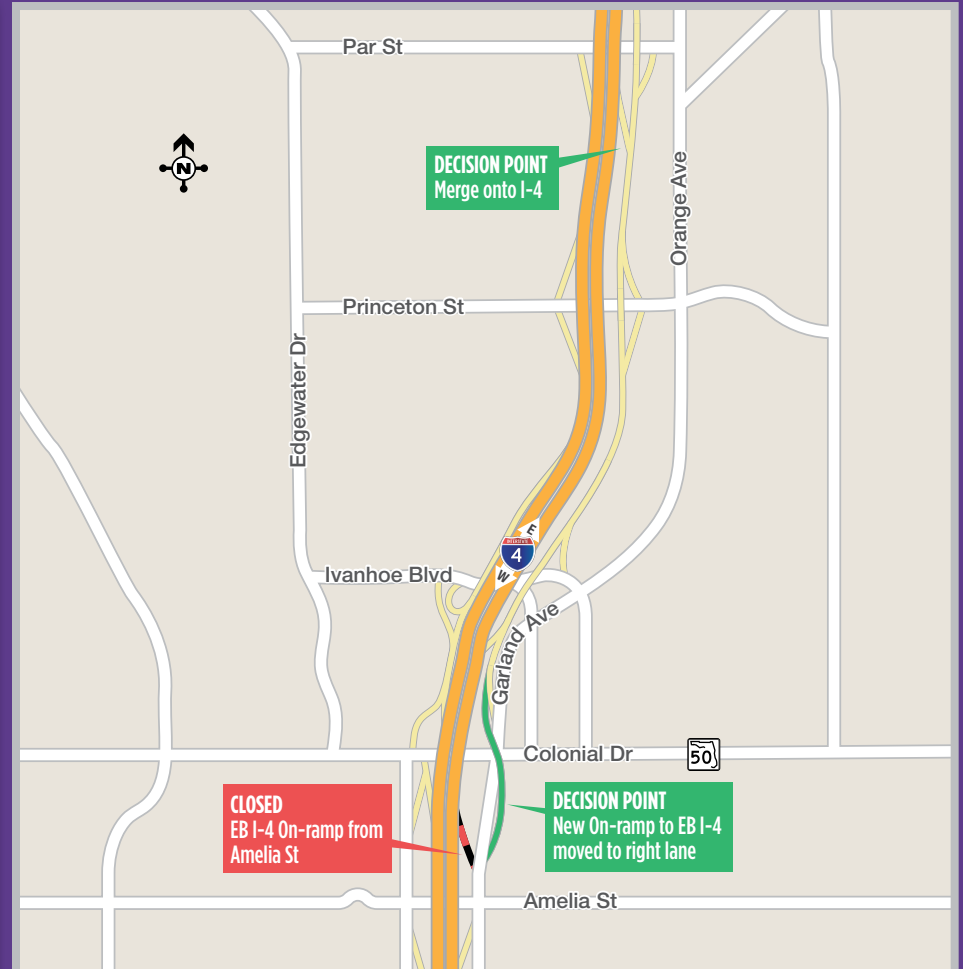 Par St
N
DECISION POINT
Merge onto I-4
Orange Ave
Princeton St
Edgewater Dr
E
INTERSTATE
4
W
Ivanhoe Blvd
Garland Ave
Colonial Dr
50
CLOSED
EB I-4 On-ramp from
Amelia St
DECISION POINT
New On-ramp to EB I-4
moved to right lane
Amelia St